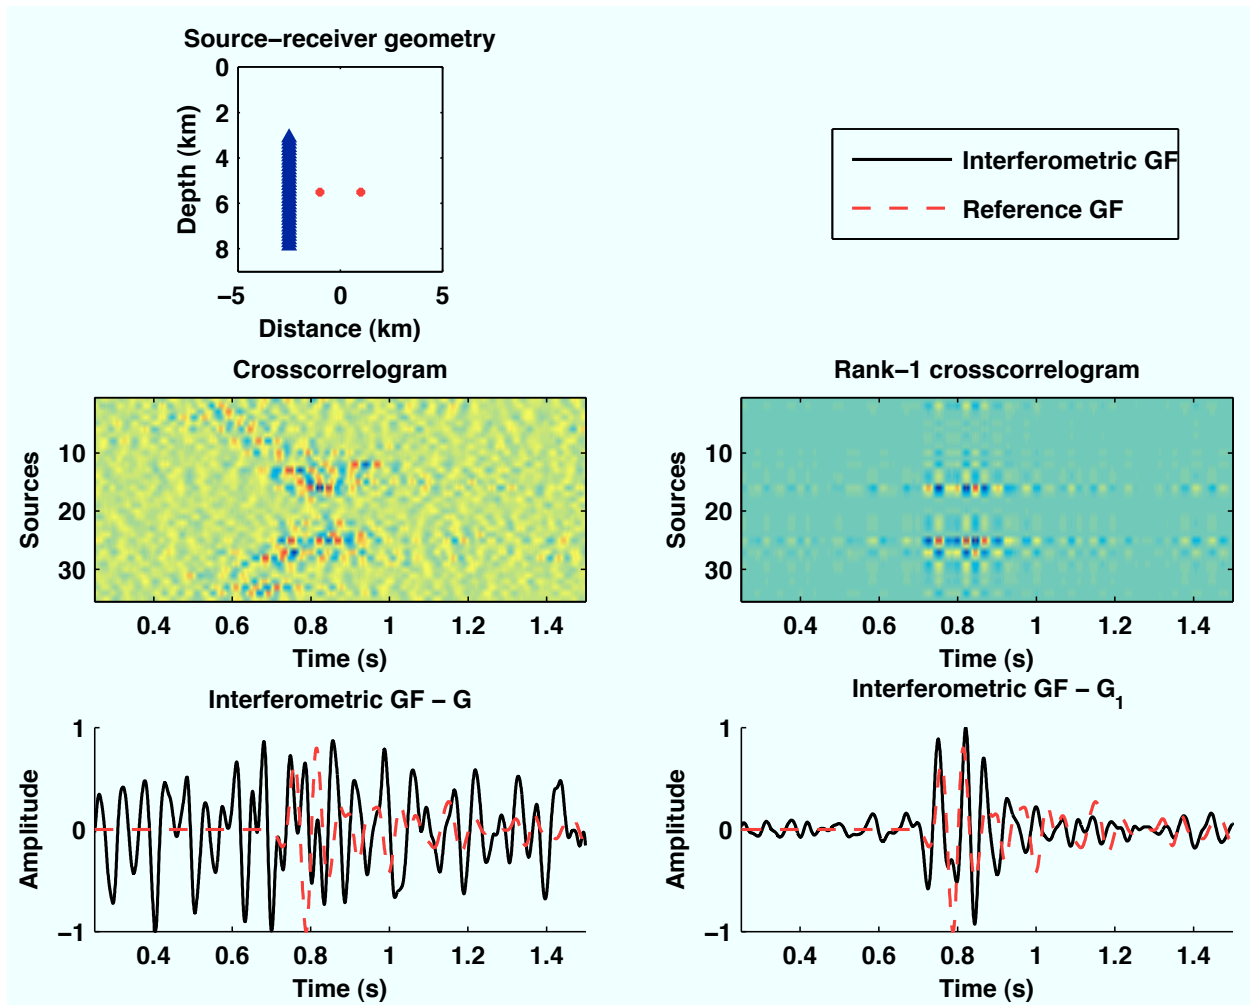 Source−receiver geometry
0
2
4
6
8
Depth (km)
−5 0 5
Distance (km)
Interferometric GF
Reference GF
Crosscorrelogram
10
20
30
Sources
0.4 0.6 0.8 1 1.2 1.4
Time (s)
Rank−1 crosscorrelogram
10
20
30
Sources
0.4 0.6 0.8 1 1.2 1.4
Time (s)
Interferometric GF − G
1
0
−1
Amplitude
0.4 0.6 0.8 1 1.2 1.4
Time (s)
Interferometric GF − G1
1
0
−1
Amplitude
0.4 0.6 0.8 1 1.2 1.4
Time (s)